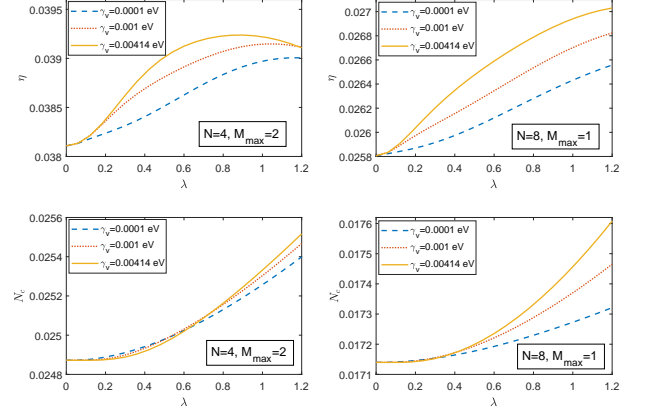 0.0395
0.039
0.0385
0.038
η
γv=0.0001 eV
γv=0.001 eV
γv=0.00414 eV
N=4, Mmax=2
0 0.2 0.4 0.6 0.8 1 1.2
λ
0.027
0.0268
0.0266
0.0264
0.0262
0.026
0.0258
η
γv=0.0001 eV
γv=0.001 eV
γv=0.00414 eV
N=8, Mmax=1
0 0.2 0.4 0.6 0.8 1 1.2
λ
0.0256
0.0254
0.0252
0.025
0.0248
Nc
γv=0.0001 eV
γv=0.001 eV
γv=0.00414 eV
N=4, Mmax=2
0 0.2 0.4 0.6 0.8 1 1.2
λ
0.0176
0.0175
0.0174
0.0173
0.0172
0.0171
Nc
γv=0.0001 eV
γv=0.001 eV
γv=0.00414 eV
N=8, Mmax=1
0 0.2 0.4 0.6 0.8 1 1.2
λ